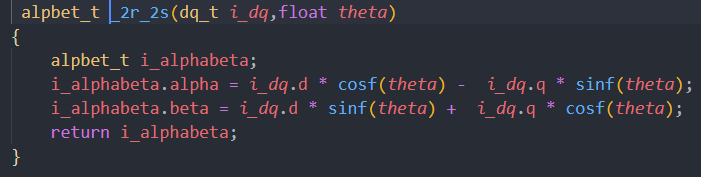 alpbet_t _2r_2s(dq_t i_dq,float theta)
{
    alpbet_t i_alphabeta;
    i_alphabeta.alpha = i_dq.d * cosf(theta) -  i_dq.q * sinf(theta);
    i_alphabeta.beta = i_dq.d * sinf(theta) +  i_dq.q * cosf(theta);
    return i_alphabeta;
}